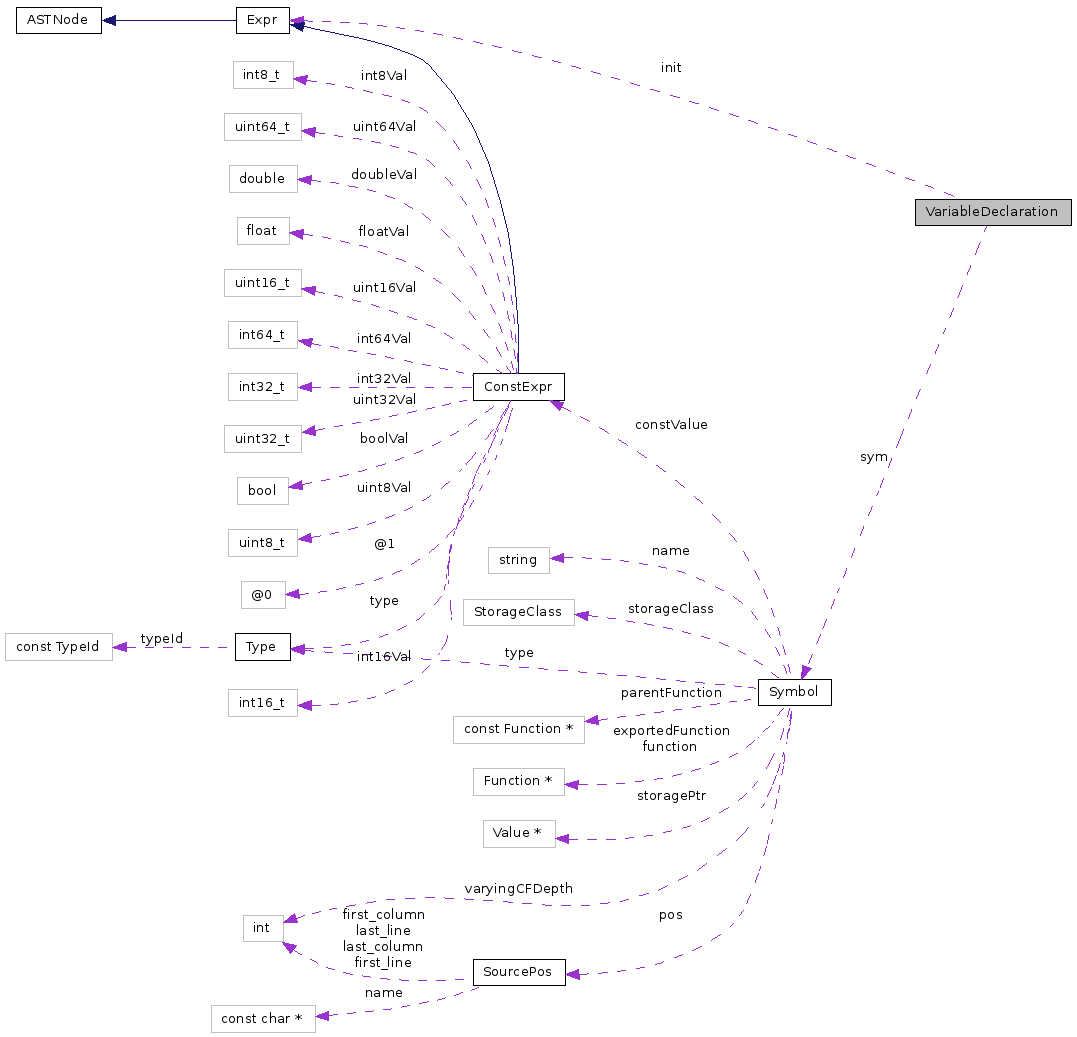 ASTNode
Expr
init
int8_t
int8Val
uint64_t
uint64Val
double
doubleVal
VariableDeclaration
float
floatVal
uint16_t
uint16Val
int64_t
int64Val
int32_t
int32Val
ConstExpr
uint32Val
uint32_t
boolVal
constValue
sym
bool
uint8Val
uint8_t
@1
string
name
@0
type
StorageClass
storageClass
const TypeId
typeId
Type
int16Val
type
int16_t
parentFunction
Symbol
const Function *
exportedFunction
function
Function *
storagePtr
Value *
varyingCFDepth
int
first_column
last_line
last_column
first_line
pos
SourcePos
name
const char *